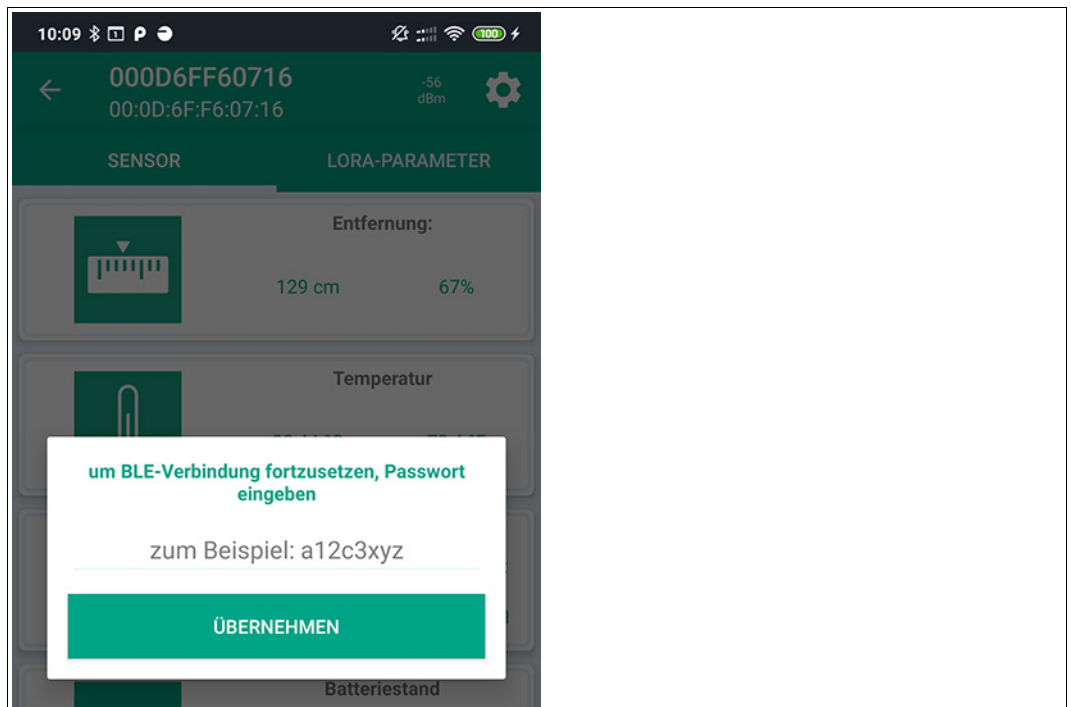 10:09
100
000D6FF60716
-56
dBm
00:0D:6F:F6:07:16
SENSOR LORA-PARAMETER
Entfernung:
129 cm 67%
Temperatur
um BLE-Verbindung fortzusetzen, Passwort
eingeben
zum Beispiel: a12c3xyz
ÜBERNEHMEN
Batteriestand